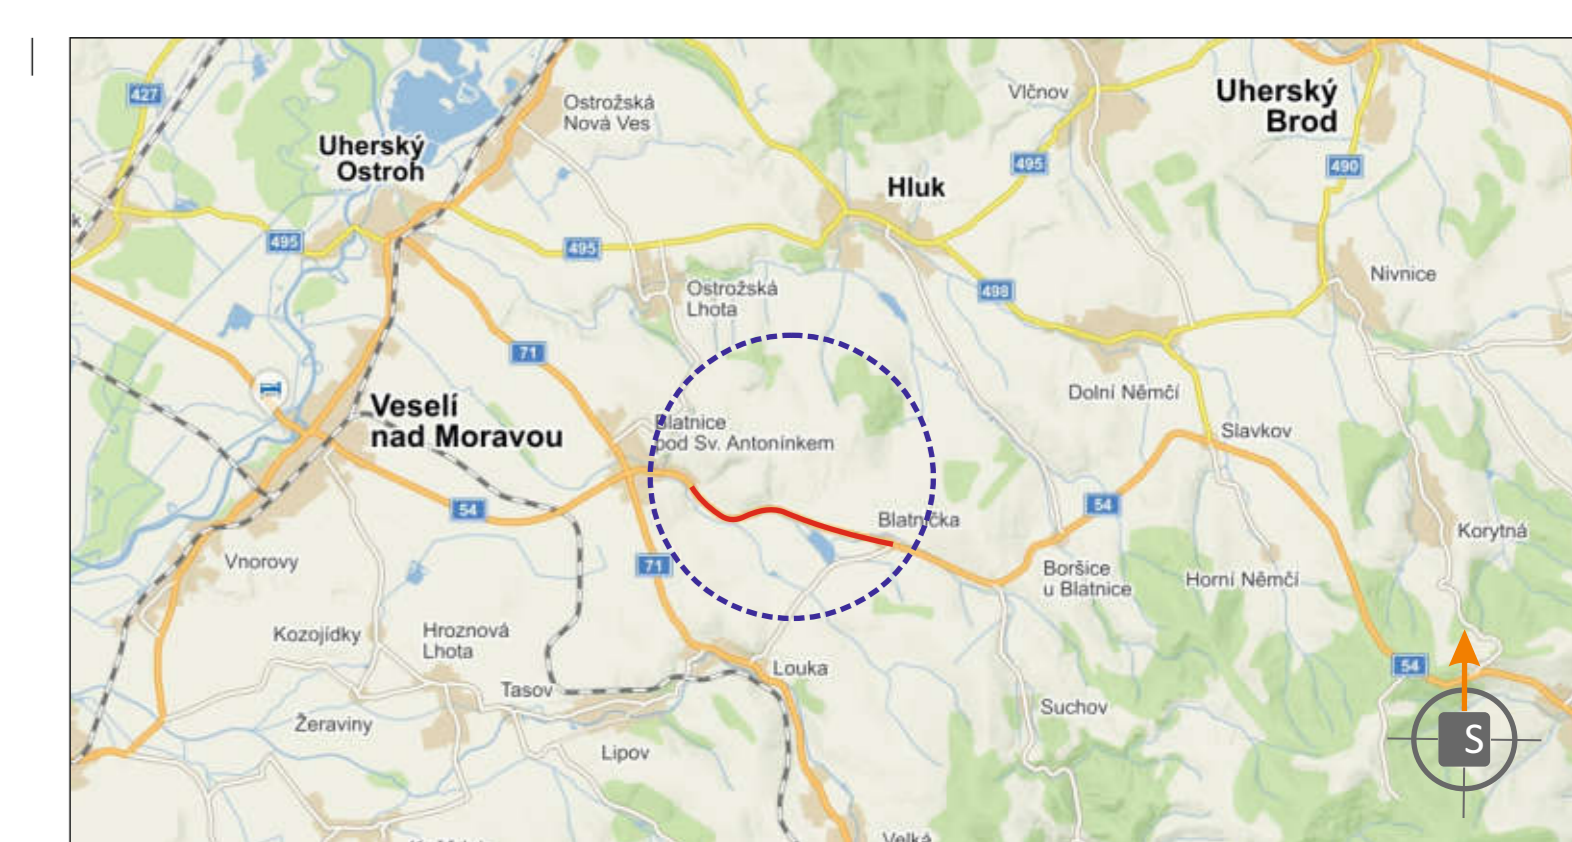 427
Ostrožská
Nová Ves
Uherský
Ostroh
Vlčnov
Uherský
Brod
495
490
Hluk
k
495
495
Nivnice
Ostrožská
Lhota
498
71
Dolní Němčí
Veselí
nad Moravou
Blatnice
pod Sv. Antonínkem
Slavkov
54
54
Blatnička
Korytná
Vnorovy
71
Boršice
u Blatnice
Horní Němčí
Kozojídky
Hroznová
Lhota
Louka
54
Tasov
Suchov
Žeraviny
Lipov
S
Velká